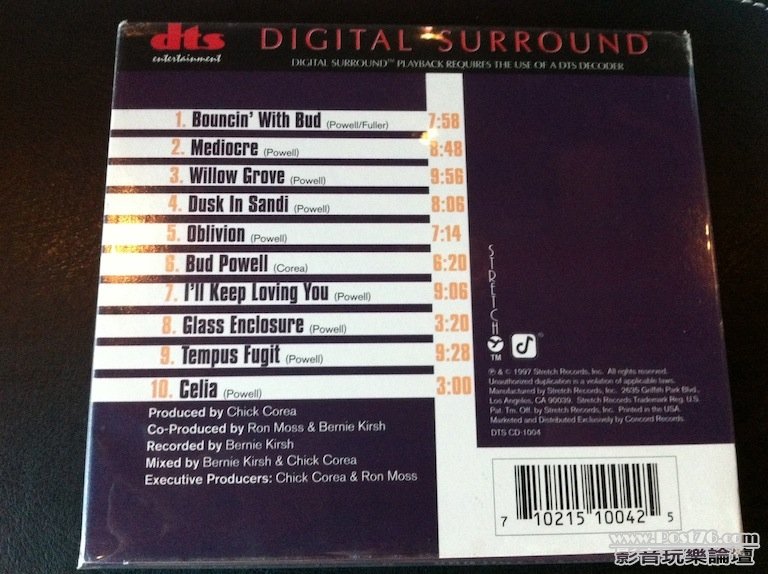 dts DIGITAL SURROUND™
entertainment
DIGITAL SURROUND™ PLAYBACK REQUIRES THE USE OF A DTS DECODER
1. Bouncin' With Bud (Powell/Fuller) 7:58
2. Mediocre (Powell) 8:48
3. Willow Grove (Powell) 9:56
4. Dusk In Sandi (Powell) 8:06
5. Oblivion (Powell) 7:14
6. Bud Powell (Corea) 6:20
7. I'll Keep Loving You (Powell) 9:06
8. Glass Enclosure (Powell) 3:20
9. Tempus Fugit (Powell) 9:28
10. Celia (Powell) 3:00
Produced by Chick Corea
Co-Produced by Ron Moss & Bernie Kirsh
Recorded by Bernie Kirsh
Mixed by Bernie Kirsh & Chick Corea
Executive Producers: Chick Corea & Ron Moss
STRETCH
TM
℗ & © 1997 Stretch Records, Inc. All rights reserved.
Unauthorized duplication is a violation of applicable laws.
Manufactured by Stretch Records, Inc. 2635 Griffith Park Blvd.,
Los Angeles, CA 90039. Stretch Records Trademark Reg. U.S.
Pat. Tm. Off. by Stretch Records, Inc. Printed in the USA.
Marketed and Distributed Exclusively by Concord Records.
DTS CD-1004
7 10215 10042 5
www.Post76.com
影音玩樂論壇